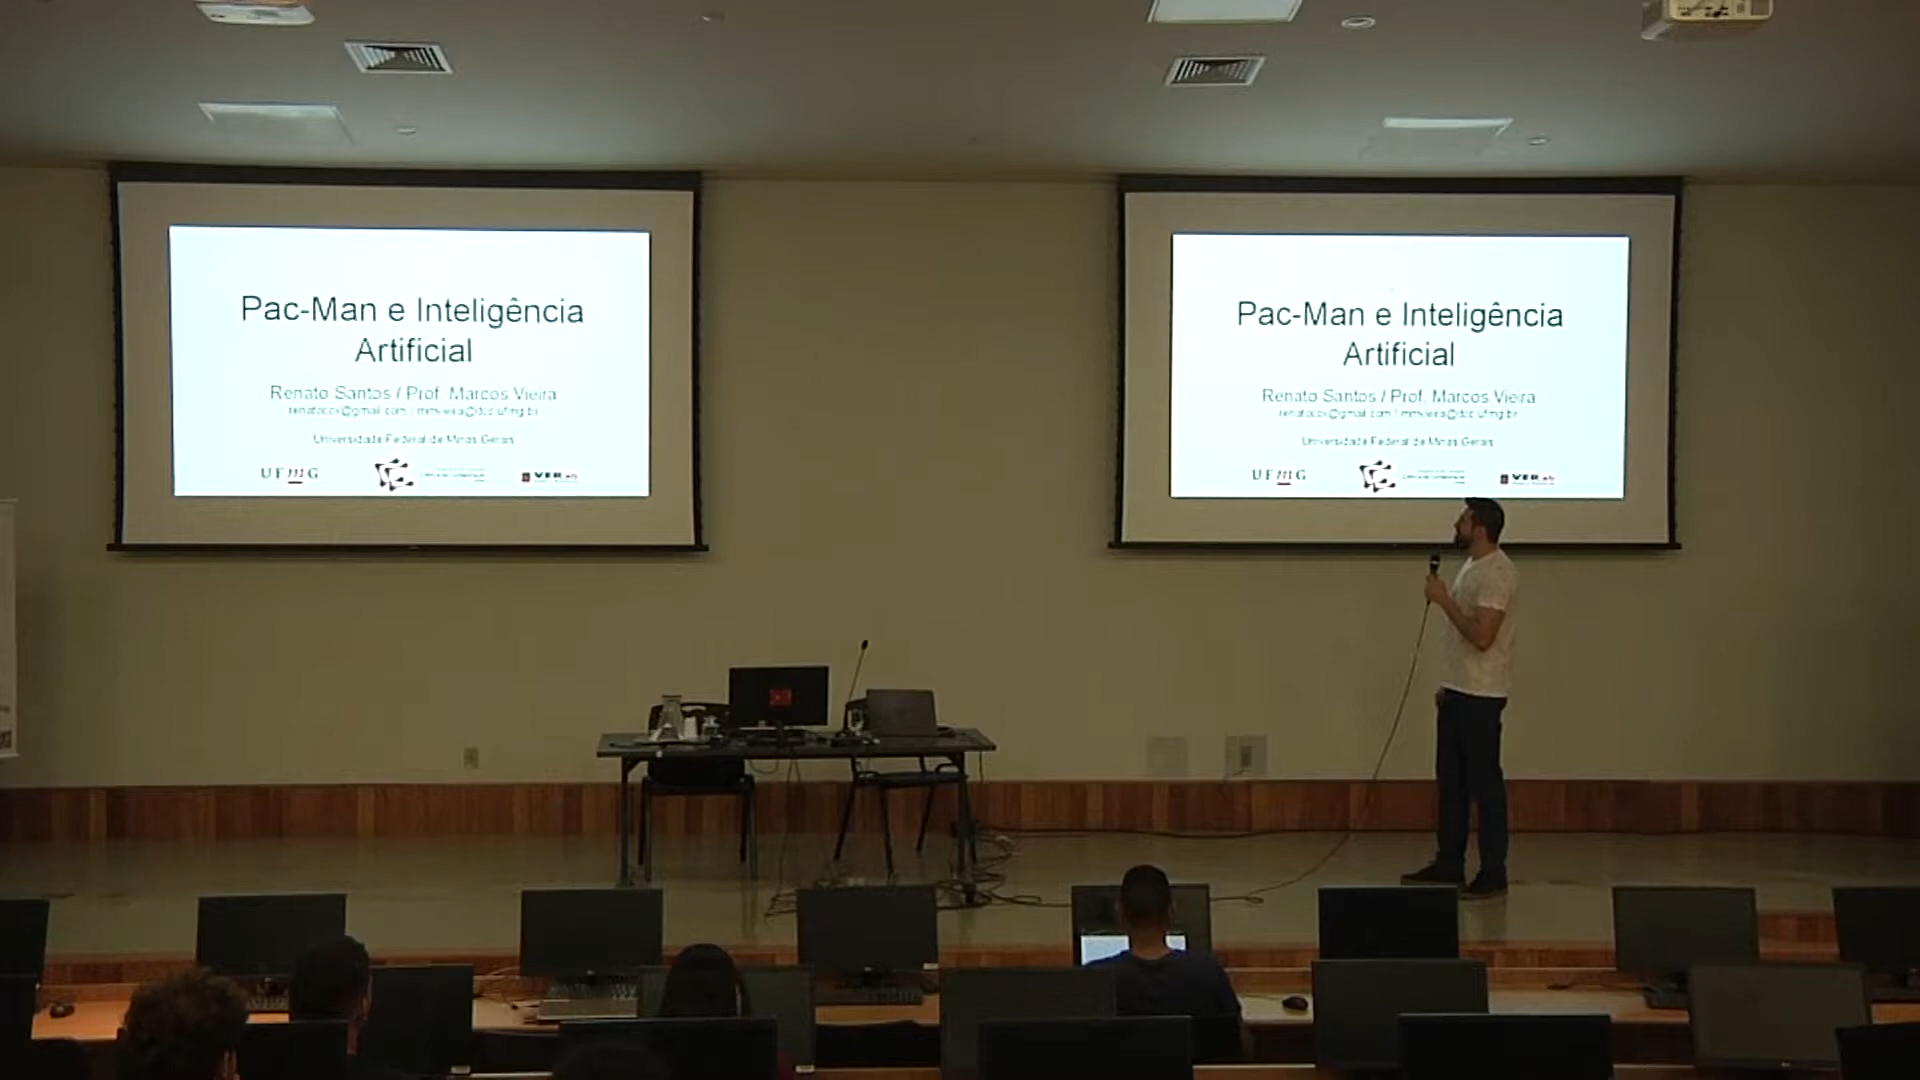 Pac-Man e Inteligência
Artificial
Renato Santos / Prof. Marcos Vieira
Universidade Federal de Minas Gerais
UFMG
Pac-Man e Inteligência
Artificial
Renato Santos / Prof. Marcos Vieira
Universidade Federal de Minas Gerais
UFMG